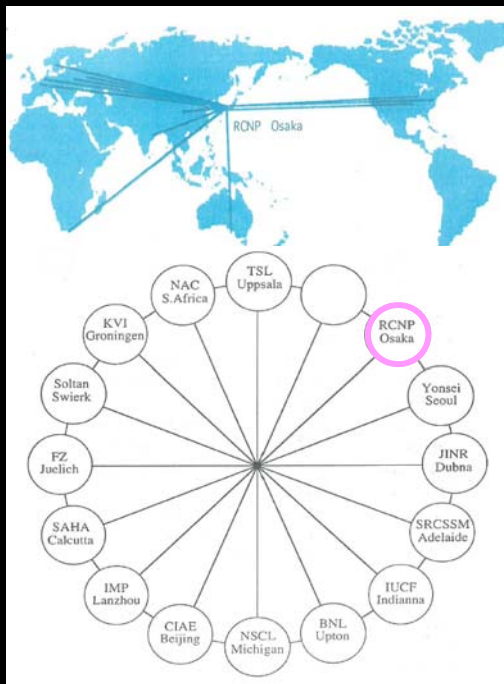 RCNP Osaka
TSL
Uppsala
NAC
S.Africa
RCNP
Osaka
KVI
Groningen
Yonsei
Seoul
Soltan
Swierk
JINR
Dubna
FZ
Juelich
SRCSSM
Adelaide
SAHA
Calcutta
IUCF
Indianna
IMP
Lanzhou
BNL
Upton
CIAE
Beijing
NSCL
Michigan